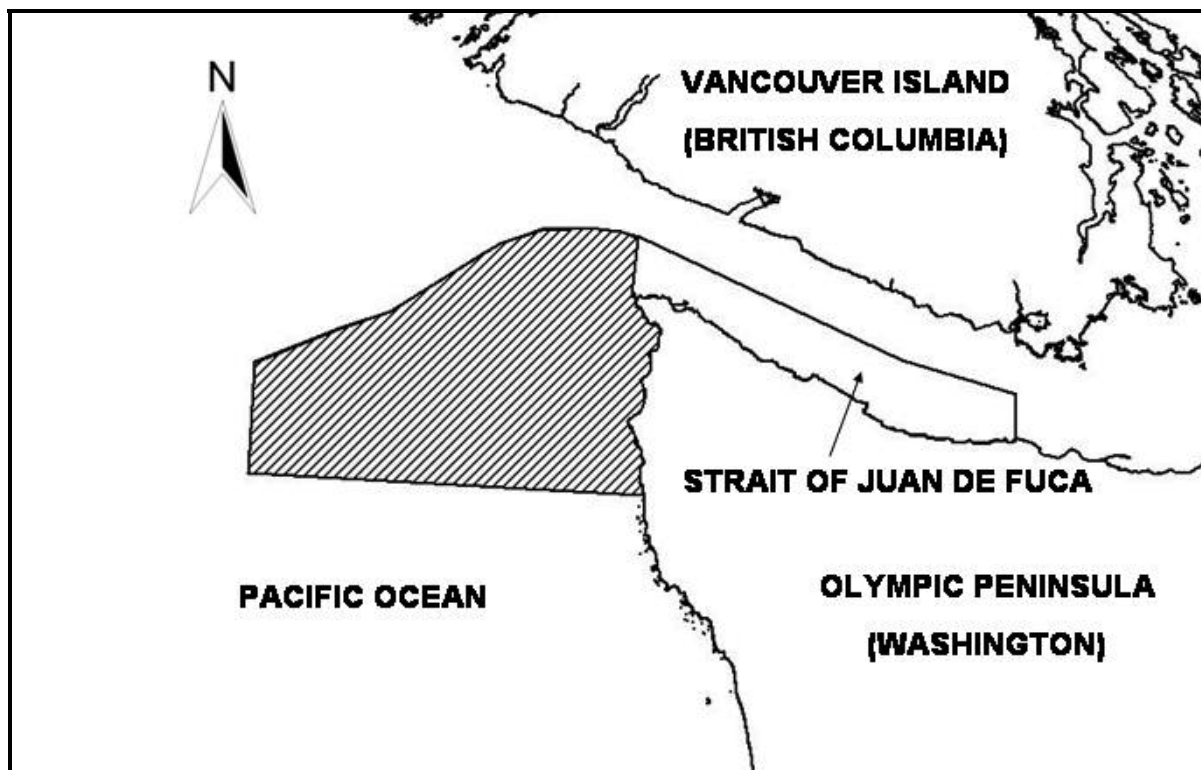 N
VANCOUVER ISLAND
(BRITISH COLUMBIA)
STRAIT OF JUAN DE FUCA
PACIFIC OCEAN
OLYMPIC PENINSULA
(WASHINGTON)